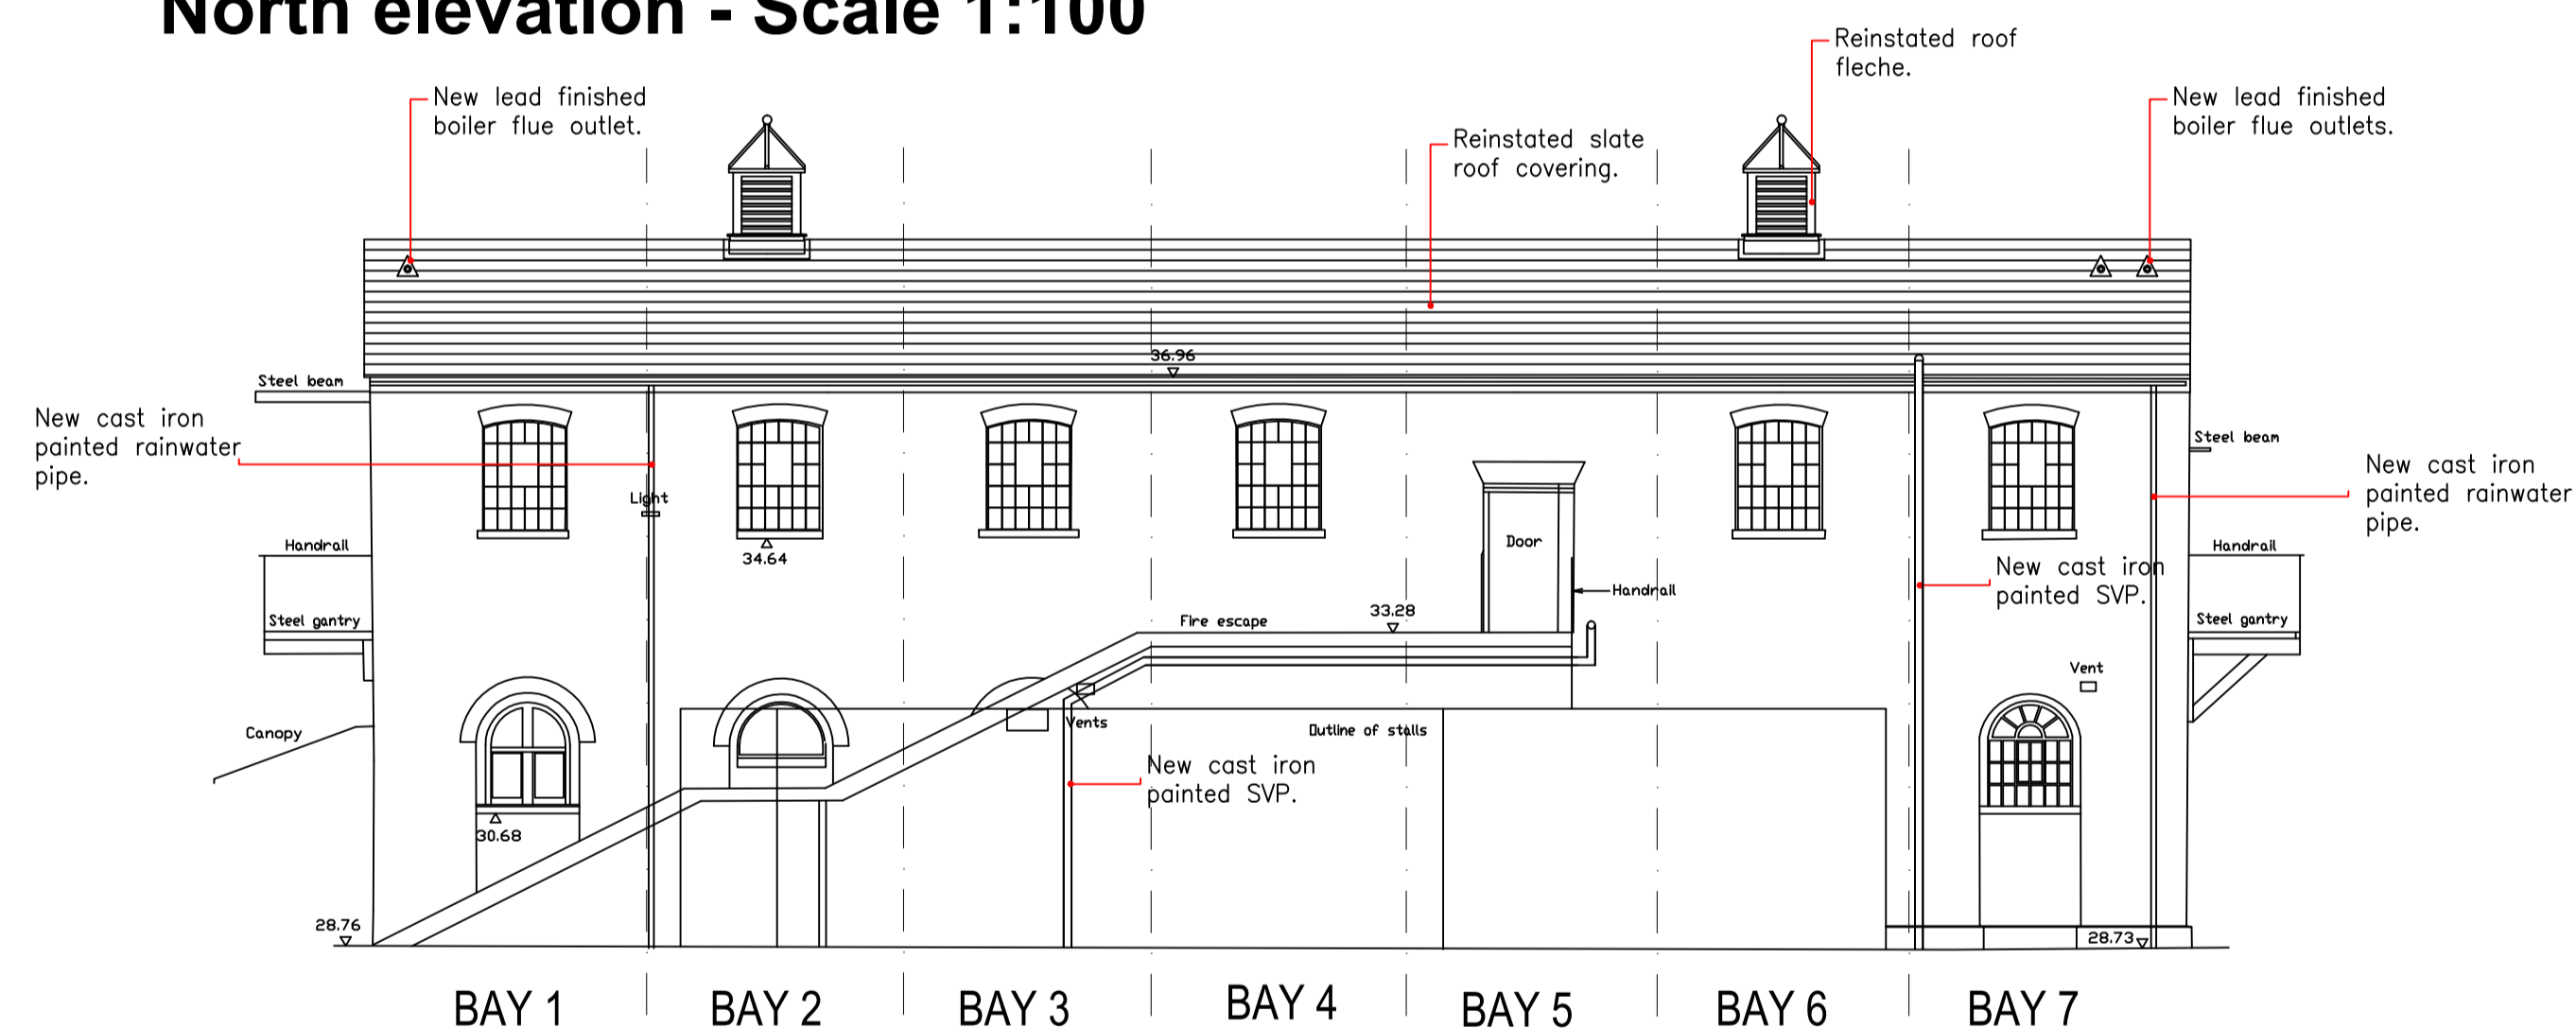 North elevation - Scale 1:100
Reinstated roof
fleche.
New lead finished
boiler flue outlet.
New lead finished
boiler flue outlets.
Reinstated slate
roof covering.
36.96
Steel beam
New cast iron
painted rainwater
pipe.
Steel beam
New cast iron
painted rainwater
pipe.
Light
Door
Handrail
34.64
Handrail
New cast iron
painted SVP.
Handrail
33.28
Steel gantry
Fire escape
Steel gantry
Vent
Vents
Canopy
Outline of stalls
New cast iron
painted SVP.
30.68
28.76
28.73
BAY 1
BAY 2
BAY 3
BAY 4
BAY 5
BAY 6
BAY 7